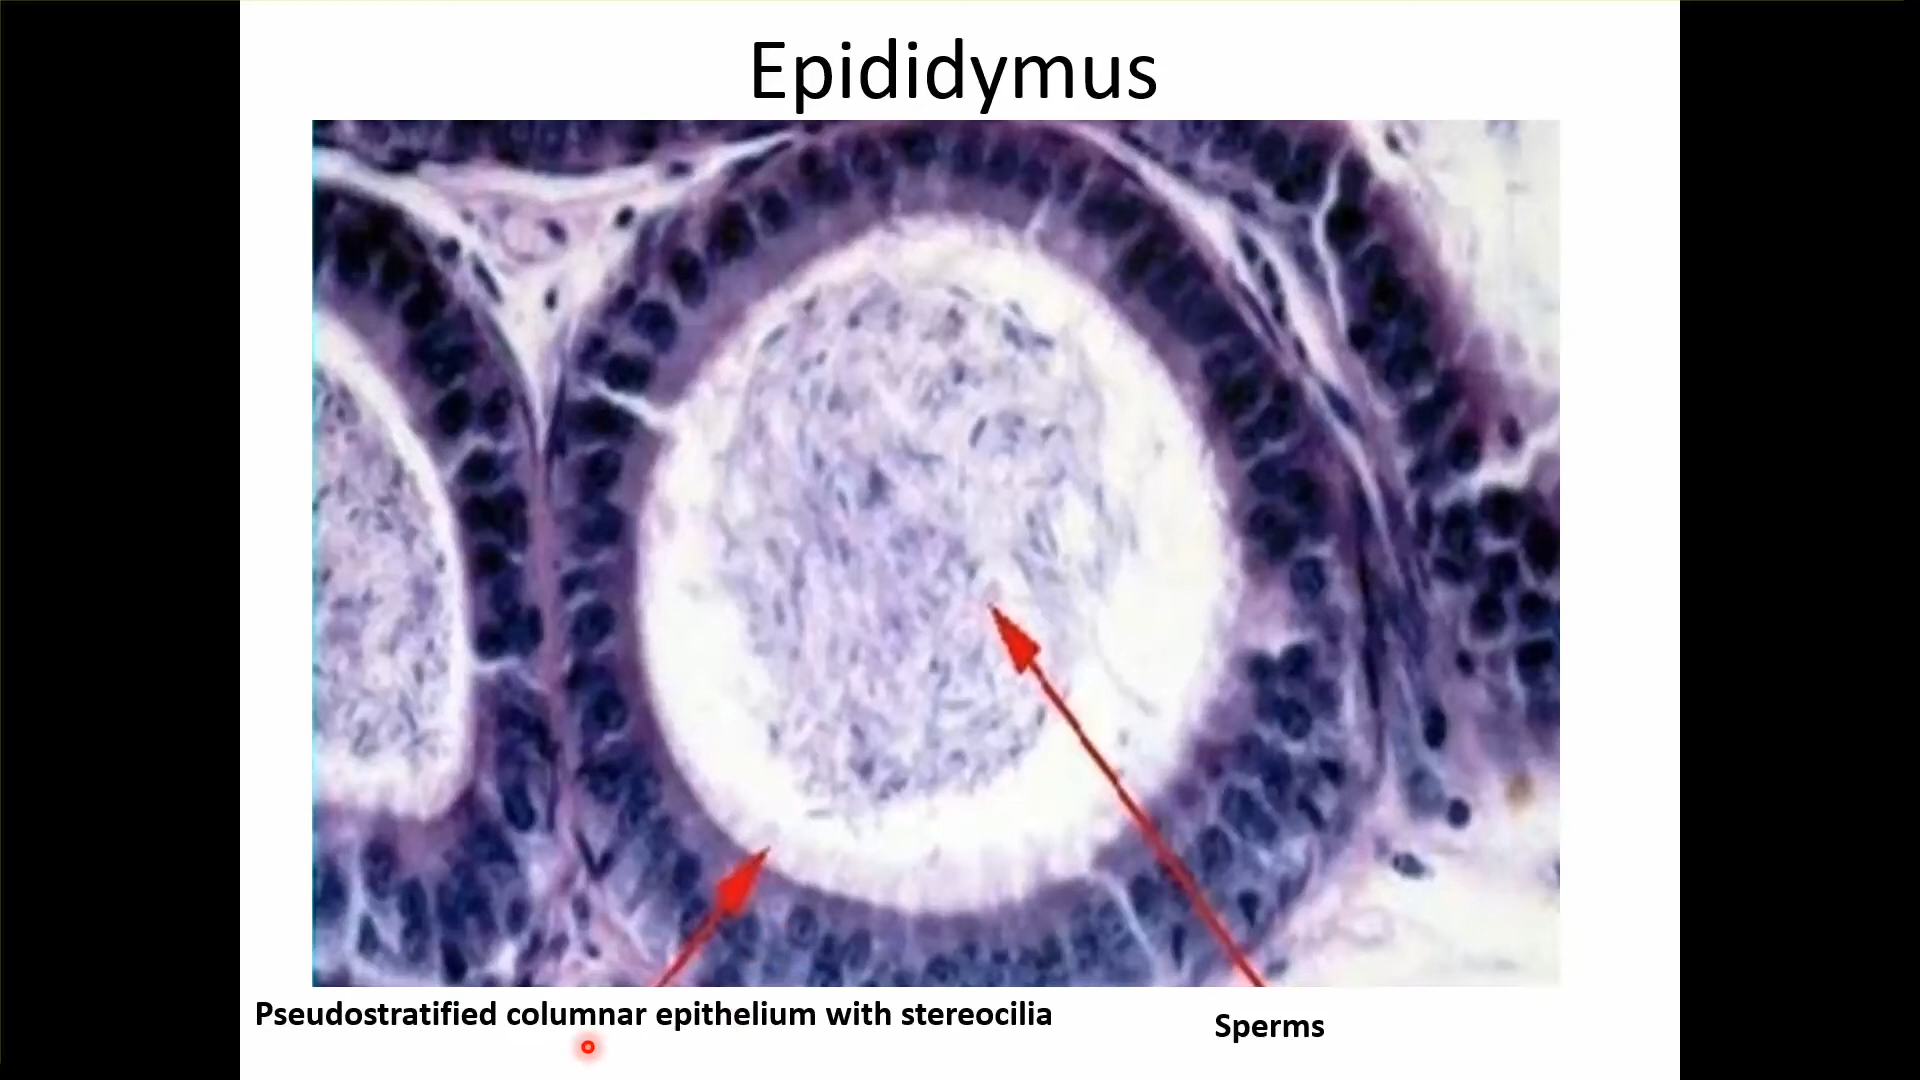 Epididymus
Pseudostratified columnar epithelium with stereocilia
Sperms